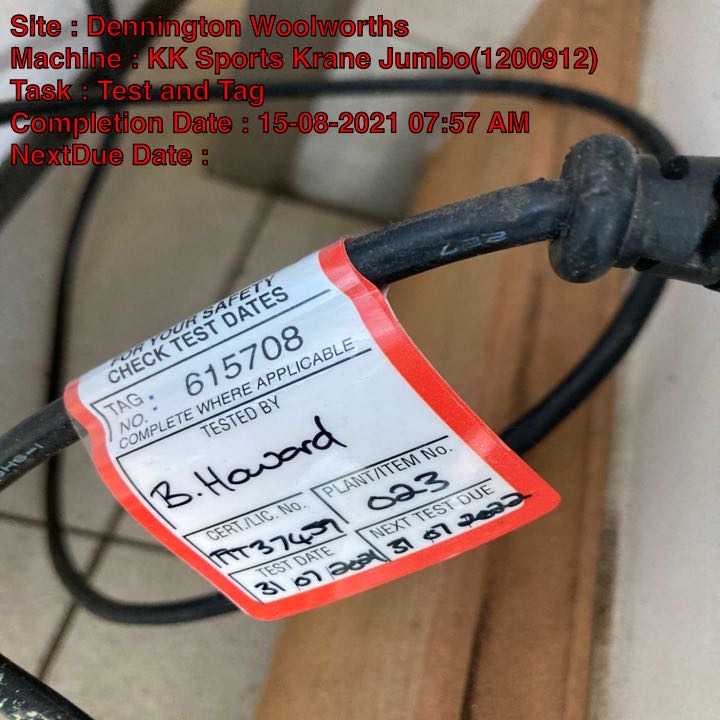 Site : Dennington Woolworths
Machine : KK Sports Krane Jumbo(1200912)
Task : Test and Tag
Completion Date : 15-08-2021 07:57 AM
NextDue Date :
FOR YOUR SAFETY
CHECK TEST DATES
TAG NO.: 615708
COMPLETE WHERE APPLICABLE
TESTED BY
B. Howard
CERT./LIC. No. PLANT/ITEM No.
023
TEST DATE NEXT TEST DUE
31 07 2021 31 07 2022